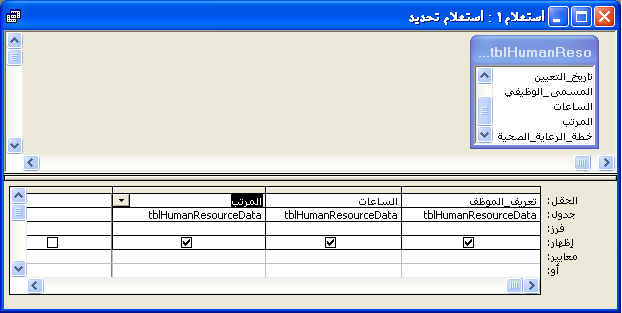 استعلام١ : استعلام تحديد
tblHumanReso...
تاريخ_التعيين
المسمى_الوظيفي
الساعات
المرتب
خطة_الرعاية_الصحية
الحقل: تعريف_الموظف الساعات المرتب
جدول: tblHumanResourceData tblHumanResourceData tblHumanResourceData
فرز:
إظهار:
معايير:
أو: